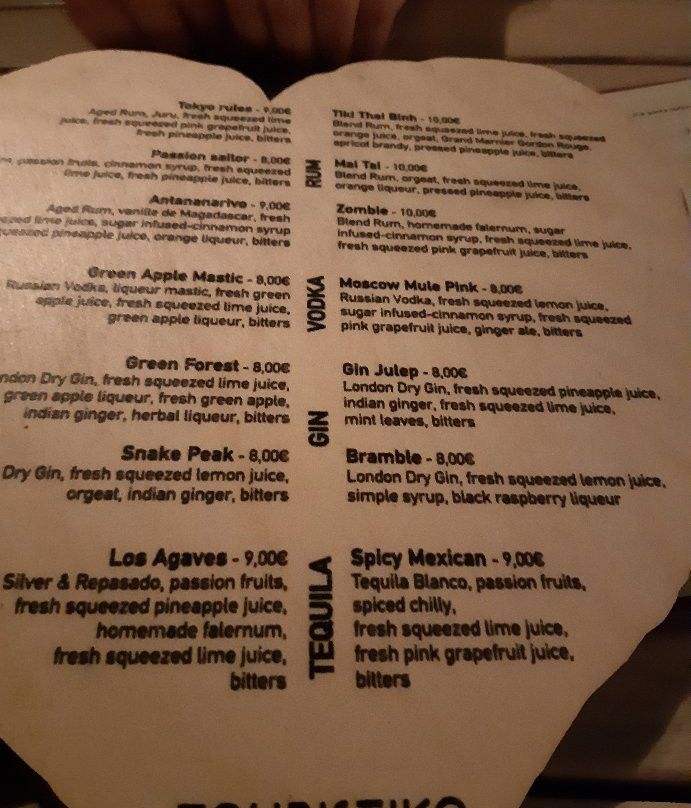 Tokyo rules - 9,00€
Aged Rum, Juru, fresh squeezed lime
juice, fresh squeezed pink grapefruit juice,
fresh pineapple juice, bitters
Passion sailor - 8,00€
passion fruits, cinnamon syrup, fresh squeezed
lime juice, fresh pineapple juice, bitters
Antananarivo - 9,00€
Aged Rum, vanille de Magadascar, fresh
lime juice, sugar infused-cinnamon syrup
pineapple juice, orange liqueur, bitters
RUM
Tiki Thai Binh - 10,00€
Blend Rum, fresh squeezed lime juice, fresh squeezed
orange juice, orgeat, Grand Marnier Gordon Rouge,
apricot brandy, pressed pineapple juice, bitters
Mai Tai - 10,00€
Blend Rum, orgeat, fresh squeezed lime juice,
orange liqueur, pressed pineapple juice, bitters
Zombie - 10,00€
Blend Rum, homemade falernum, sugar
infused-cinnamon syrup, fresh squeezed lime juice,
fresh squeezed pink grapefruit juice, bitters
Green Apple Mastic - 8,00€
Russian Vodka, liqueur mastic, fresh green
apple juice, fresh squeezed lime juice,
green apple liqueur, bitters
VODKA
Moscow Mule Pink - 8,00€
Russian Vodka, fresh squeezed lemon juice,
sugar infused-cinnamon syrup, fresh squeezed
pink grapefruit juice, ginger ale, bitters
Green Forest - 8,00€
Dry Gin, fresh squeezed lime juice,
green apple liqueur, fresh green apple,
indian ginger, herbal liqueur, bitters
Snake Peak - 8,00€
Dry Gin, fresh squeezed lemon juice,
orgeat, indian ginger, bitters
GIN
Gin Julep - 8,00€
London Dry Gin, fresh squeezed pineapple juice,
indian ginger, fresh squeezed lime juice,
mint leaves, bitters
Bramble - 8,00€
London Dry Gin, fresh squeezed lemon juice,
simple syrup, black raspberry liqueur
Los Agaves - 9,00€
Silver & Repasado, passion fruits,
fresh squeezed pineapple juice,
homemade falernum,
fresh squeezed lime juice,
bitters
TEQUILA
Spicy Mexican - 9,00€
Tequila Blanco, passion fruits,
spiced chilly,
fresh squeezed lime juice,
fresh pink grapefruit juice,
bitters